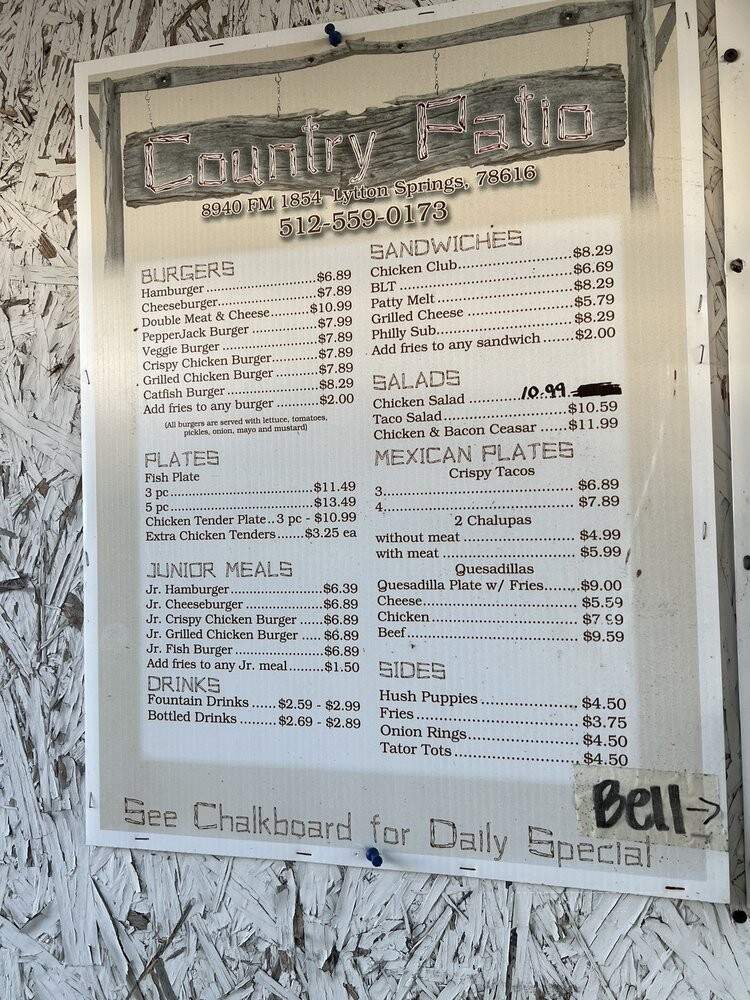 Country Patio
8940 FM 1854 Lytton Springs, 78616
512-559-0173
BURGERS
Hamburger ........................$6.89
Cheeseburger.....................$7.89
Double Meat & Cheese........$10.99
PepperJack Burger .............$7.99
Veggie Burger ....................$7.89
Crispy Chicken Burger........$7.89
Grilled Chicken Burger .......$7.89
Catfish Burger ...................$8.29
Add fries to any burger .......$2.00
(All burgers are served with lettuce, tomatoes,
pickles, onion, mayo and mustard)
PLATES
Fish Plate
3 pc..............................$11.49
5 pc..............................$13.49
Chicken Tender Plate..3 pc - $10.99
Extra Chicken Tenders......$3.25 ea
JUNIOR MEALS
Jr. Hamburger....................$6.39
Jr. Cheeseburger ................$6.89
Jr. Crispy Chicken Burger .....$6.89
Jr. Grilled Chicken Burger .....$6.89
Jr. Fish Burger...................$6.89
Add fries to any Jr. meal.........$1.50
DRINKS
Fountain Drinks ......$2.59 - $2.99
Bottled Drinks ........$2.69 - $2.89
SANDWICHES
Chicken Club......................$8.29
BLT ..................................$6.69
Patty Melt .........................$8.29
Grilled Cheese ...................$5.79
Philly Sub..........................$8.29
Add fries to any sandwich .....$2.00
SALADS
Chicken Salad ............10.99
Taco Salad.........................$10.59
Chicken & Bacon Ceasar .....$11.99
MEXICAN PLATES
Crispy Tacos
3................................... $6.89
4................................... $7.89
2 Chalupas
without meat ..................... $4.99
with meat ......................... $5.99
Quesadillas
Quesadilla Plate w/ Fries.......$9.00
Cheese............................. $5.59
Chicken............................ $7.99
Beef................................. $9.59
SIDES
Hush Puppies .................... $4.50
Fries................................ $3.75
Onion Rings....................... $4.50
Tator Tots......................... $4.50
Bell →
See Chalkboard for Daily Special